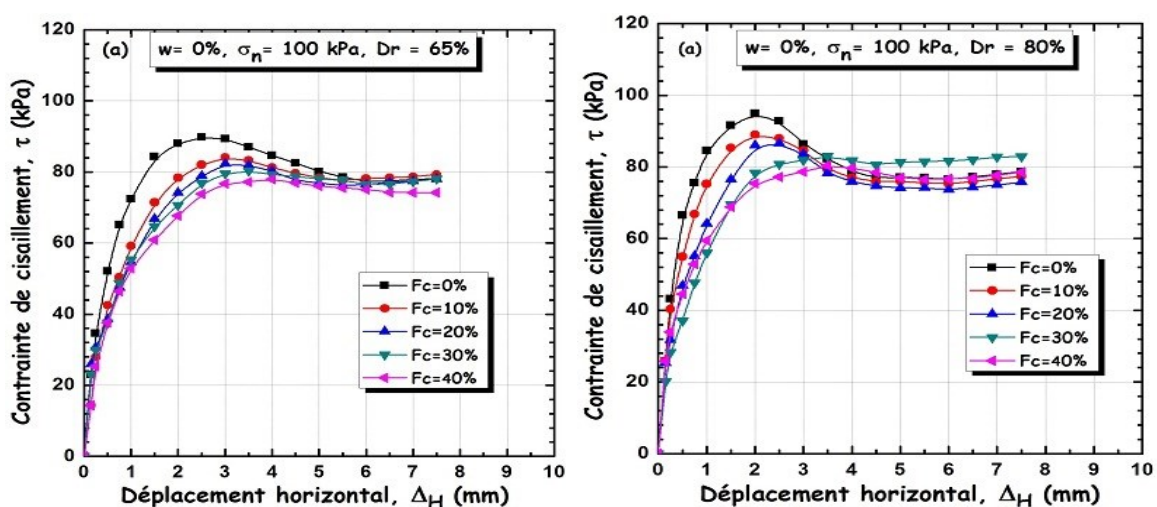 (a) w= 0%, σn= 100 kPa, Dr = 65%
Contrainte de cisaillement, τ (kPa)
120
100
80
60
40
20
0
Fc=0%
Fc=10%
Fc=20%
Fc=30%
Fc=40%
0 1 2 3 4 5 6 7 8 9 10
Déplacement horizontal, ΔH (mm)
(a) w= 0%, σn= 100 kPa, Dr = 80%
Contrainte de cisaillement, τ (kPa)
120
100
80
60
40
20
0
Fc=0%
Fc=10%
Fc=20%
Fc=30%
Fc=40%
0 1 2 3 4 5 6 7 8 9 10
Déplacement horizontal, ΔH (mm)